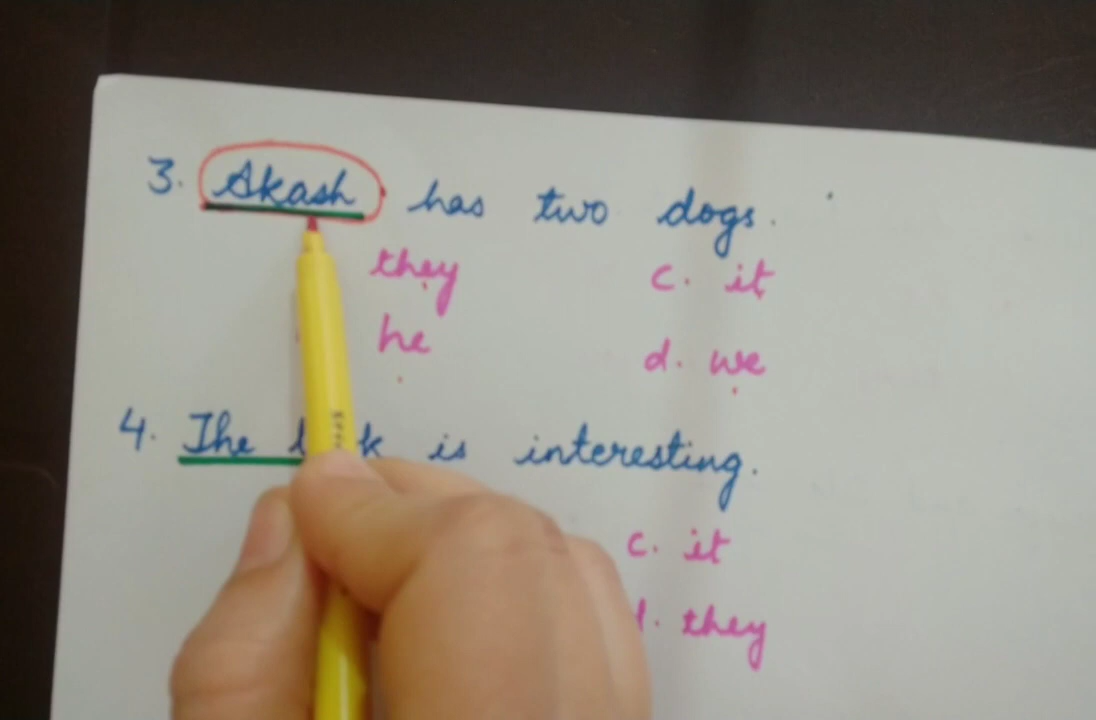 3. Akash has two dogs.
they c. it
he d. we
4. The is interesting.
c. it
d. they